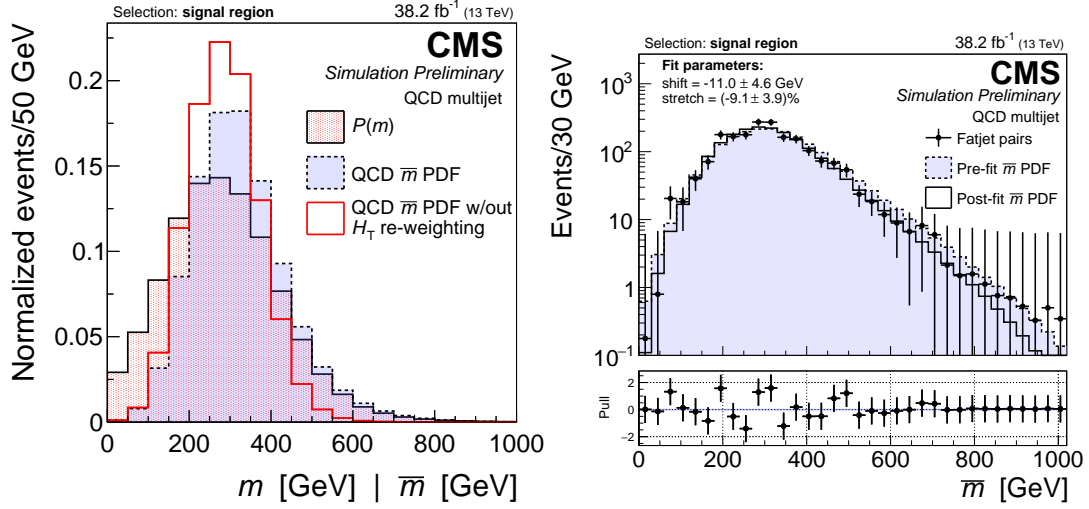 Selection: signal region
38.2 fb⁻¹ (13 TeV)
CMS
Simulation Preliminary
QCD multijet
P(m)
QCD m̅ PDF
QCD m̅ PDF w/out
H_T re-weighting
Normalized events/50 GeV
0.2
0.15
0.1
0.05
0
0 200 400 600 800 1000
m [GeV] | m̅ [GeV]
Selection: signal region
38.2 fb⁻¹ (13 TeV)
Fit parameters:
shift = -11.0 ± 4.6 GeV
stretch = (-9.1 ± 3.9)%
CMS
Simulation Preliminary
QCD multijet
Fatjet pairs
Pre-fit m̅ PDF
Post-fit m̅ PDF
Events/30 GeV
10³
10²
10
1
10⁻¹
Pull
2
0
−2
0 200 400 600 800 1000
m̅ [GeV]